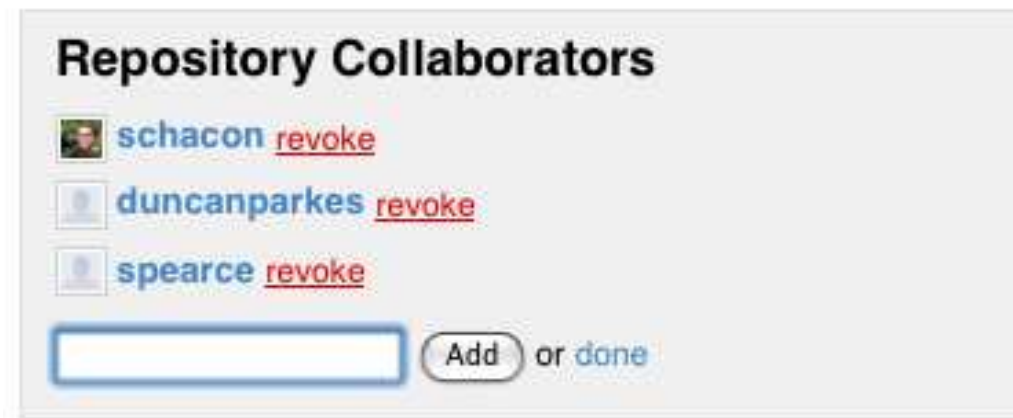 Repository Collaborators
schacon revoke
duncanparkes revoke
spearce revoke
Add or done